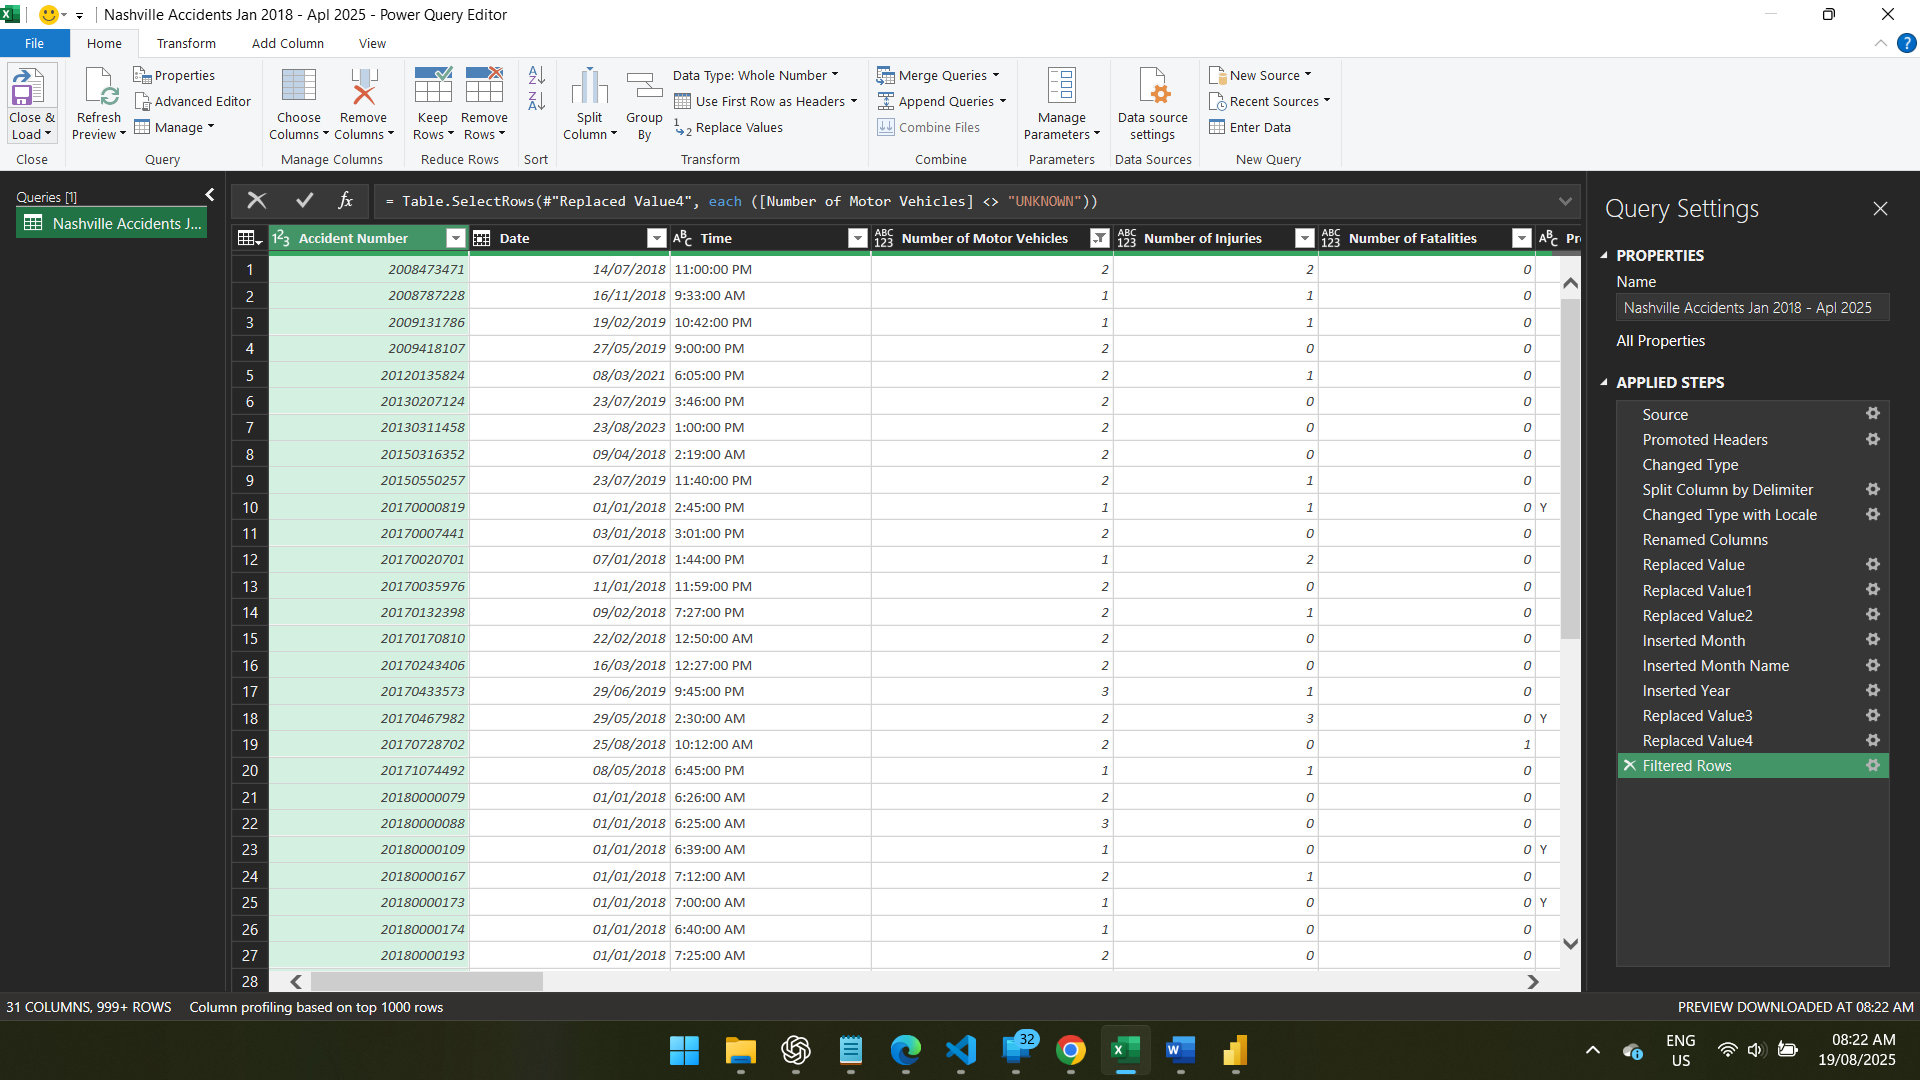 Nashville Accidents Jan 2018 - Apl 2025 - Power Query Editor
File Home Transform Add Column View
Close & Load
Close
Refresh Preview
Properties
Advanced Editor
Manage
Query
Choose Columns
Remove Columns
Manage Columns
Keep Rows
Remove Rows
Reduce Rows
Sort
Split Column
Group By
Data Type: Whole Number
Use First Row as Headers
Replace Values
Transform
Merge Queries
Append Queries
Combine Files
Combine
Manage Parameters
Parameters
Data source settings
Data Sources
New Source
Recent Sources
Enter Data
New Query
Queries [1]
Nashville Accidents J...
fx = Table.SelectRows(#"Replaced Value4", each ([Number of Motor Vehicles] <> "UNKNOWN"))
123 Accident Number Date ABC Time ABC 123 Number of Motor Vehicles ABC 123 Number of Injuries ABC 123 Number of Fatalities ABC Pr
1 2008473471 14/07/2018 11:00:00 PM 2 2 0
2 2008787228 16/11/2018 9:33:00 AM 1 1 0
3 2009131786 19/02/2019 10:42:00 PM 1 1 0
4 2009418107 27/05/2019 9:00:00 PM 2 0 0
5 20120135824 08/03/2021 6:05:00 PM 2 1 0
6 20130207124 23/07/2019 3:46:00 PM 2 0 0
7 20130311458 23/08/2023 1:00:00 PM 2 0 0
8 20150316352 09/04/2018 2:19:00 AM 2 0 0
9 20150550257 23/07/2019 11:40:00 PM 2 1 0
10 20170000819 01/01/2018 2:45:00 PM 1 1 0 Y
11 20170007441 03/01/2018 3:01:00 PM 2 0 0
12 20170020701 07/01/2018 1:44:00 PM 1 2 0
13 20170035976 11/01/2018 11:59:00 PM 2 0 0
14 20170132398 09/02/2018 7:27:00 PM 2 1 0
15 20170170810 22/02/2018 12:50:00 AM 2 0 0
16 20170243406 16/03/2018 12:27:00 PM 2 0 0
17 20170433573 29/06/2019 9:45:00 PM 3 1 0
18 20170467982 29/05/2018 2:30:00 AM 2 3 0 Y
19 20170728702 25/08/2018 10:12:00 AM 2 0 1
20 20171074492 08/05/2018 6:45:00 PM 1 1 0
21 20180000079 01/01/2018 6:26:00 AM 2 0 0
22 20180000088 01/01/2018 6:25:00 AM 3 0 0
23 20180000109 01/01/2018 6:39:00 AM 1 0 0 Y
24 20180000167 01/01/2018 7:12:00 AM 2 1 0
25 20180000173 01/01/2018 7:00:00 AM 1 0 0 Y
26 20180000174 01/01/2018 6:40:00 AM 1 0 0
27 20180000193 01/01/2018 7:25:00 AM 2 0 0
28
Query Settings
PROPERTIES
Name
Nashville Accidents Jan 2018 - Apl 2025
All Properties
APPLIED STEPS
Source
Promoted Headers
Changed Type
Split Column by Delimiter
Changed Type with Locale
Renamed Columns
Replaced Value
Replaced Value1
Replaced Value2
Inserted Month
Inserted Month Name
Inserted Year
Replaced Value3
Replaced Value4
Filtered Rows
31 COLUMNS, 999+ ROWS Column profiling based on top 1000 rows PREVIEW DOWNLOADED AT 08:22 AM
32
ENG US
08:22 AM
19/08/2025